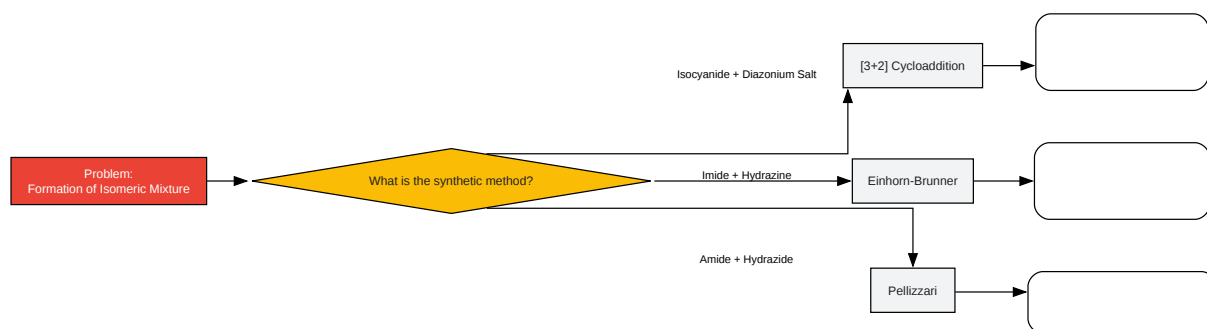 Problem:
Formation of Isomeric Mixture
What is the synthetic method?
Isocyanide + Diazonium Salt
[3+2] Cycloaddition
Imide + Hydrazine
Einhorn-Brunner
Amide + Hydrazide
Pellizzari